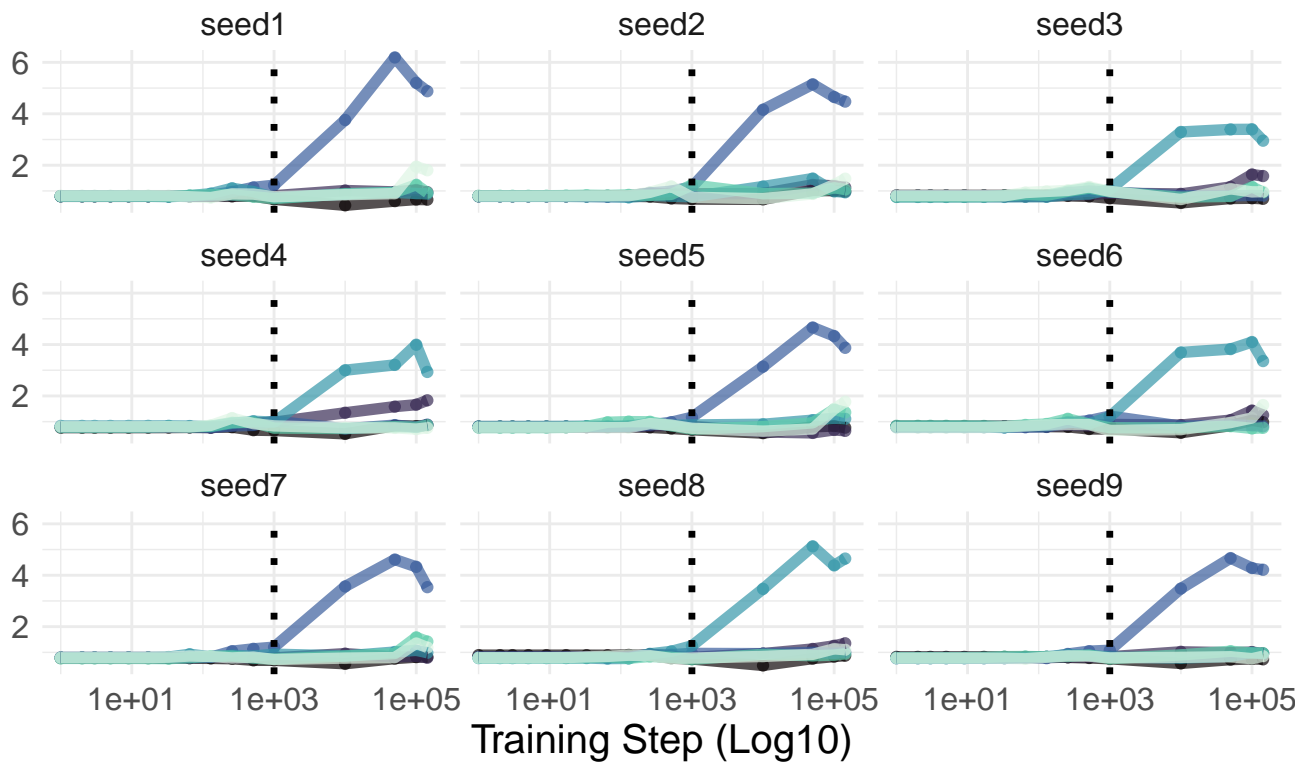 seed1 seed2 seed3
6
4
2
seed4 seed5 seed6
6
4
2
seed7 seed8 seed9
6
4
2
1e+01 1e+03 1e+05 1e+01 1e+03 1e+05 1e+01 1e+03 1e+05
Training Step (Log10)